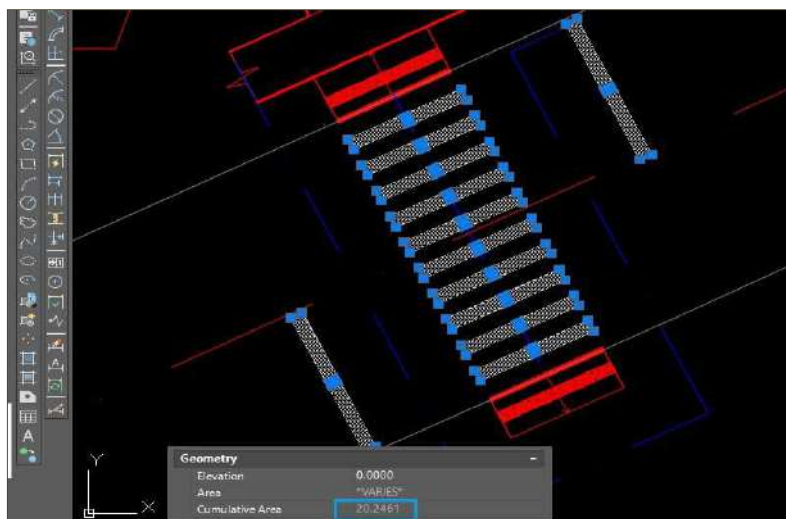 Y
X
A
A
Geometry
Elevation 0.0000
Area *VARIES*
Cumulative Area 20.2461